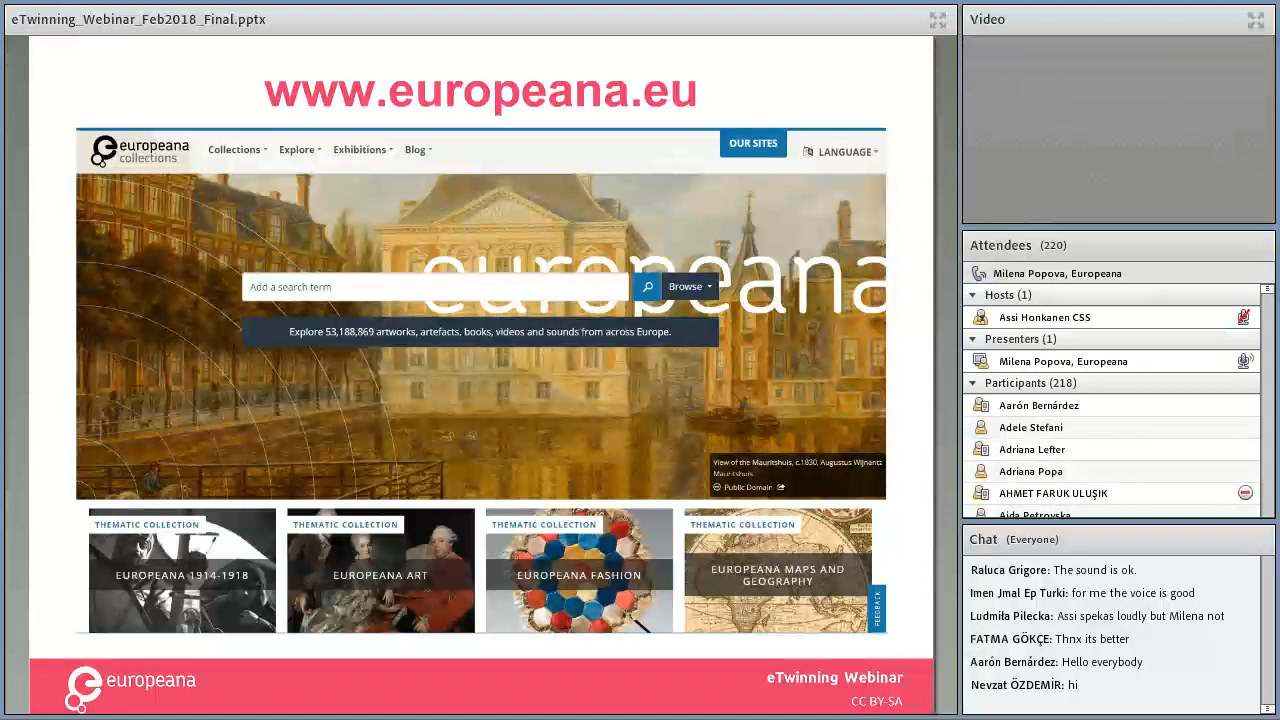 eTwinning_Webinar_Feb2018_Final.pptx
www.europeana.eu
europeana
collections
Collections
Explore
Exhibitions
Blog
OUR SITES
LANGUAGE
europeana
Add a search term
Browse
Explore 53,188,869 artworks, artefacts, books, videos and sounds from across Europe.
View of the Mauritshuis, c.1830, Augustus Wijnantz
Mauritshuis
Public Domain
THEMATIC COLLECTION
EUROPEANA 1914-1918
THEMATIC COLLECTION
EUROPEANA ART
THEMATIC COLLECTION
EUROPEANA FASHION
THEMATIC COLLECTION
EUROPEANA MAPS AND
GEOGRAPHY
FEEDBACK
europeana
eTwinning Webinar
CC BY-SA
Video
Attendees (220)
Milena Popova, Europeana
Hosts (1)
Assi Honkanen CSS
Presenters (1)
Milena Popova, Europeana
Participants (218)
Aarón Bernárdez
Adele Stefani
Adriana Lefter
Adriana Popa
AHMET FARUK ULUŞIK
Aida Petrovska
Chat (Everyone)
Raluca Grigore: The sound is ok.
Imen Jmal Ep Turki: for me the voice is good
Ludmiła Pilecka: Assi spekas loudly but Milena not
FATMA GÖKÇE: Thnx its better
Aarón Bernárdez: Hello everybody
Nevzat ÖZDEMİR: hi